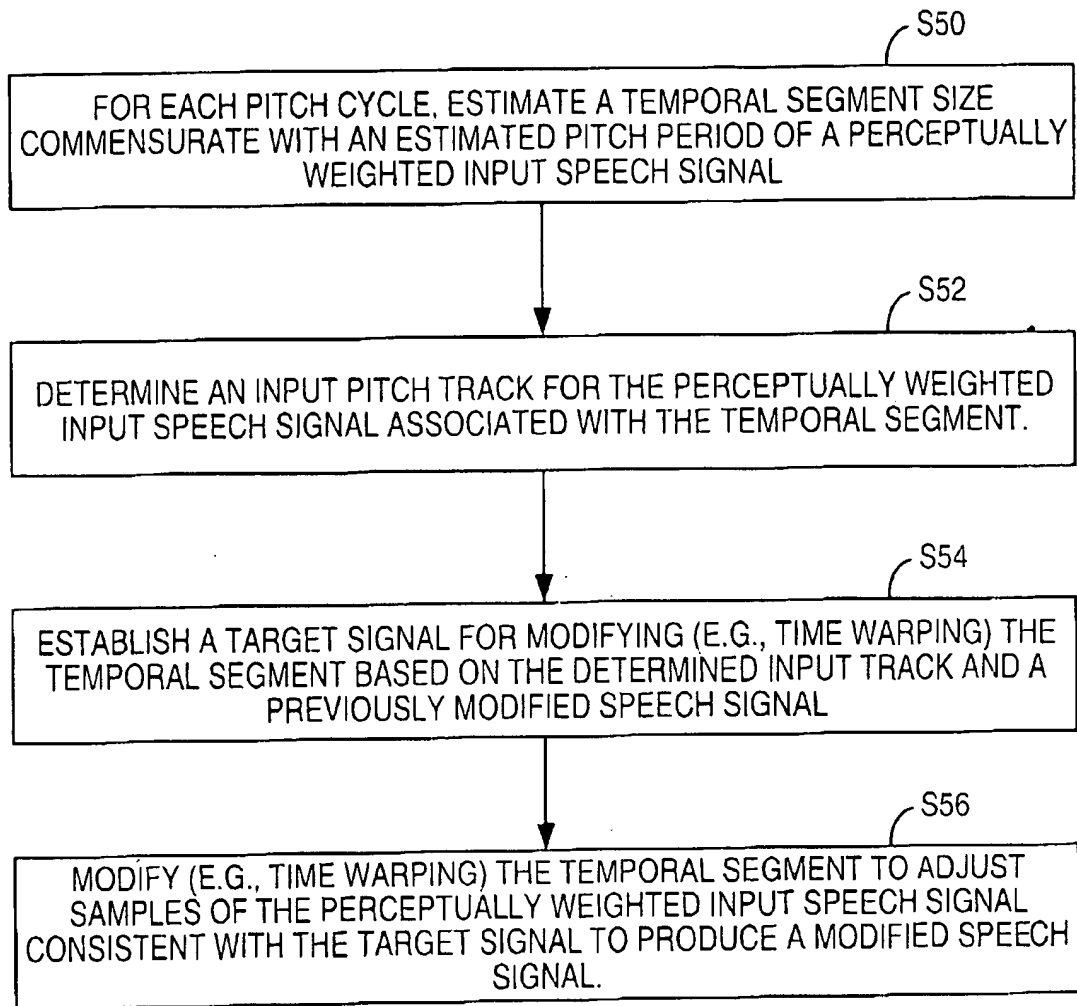 S50
FOR EACH PITCH CYCLE, ESTIMATE A TEMPORAL SEGMENT SIZE
COMMENSURATE WITH AN ESTIMATED PITCH PERIOD OF A PERCEPTUALLY
WEIGHTED INPUT SPEECH SIGNAL
S52
DETERMINE AN INPUT PITCH TRACK FOR THE PERCEPTUALLY WEIGHTED
INPUT SPEECH SIGNAL ASSOCIATED WITH THE TEMPORAL SEGMENT.
S54
ESTABLISH A TARGET SIGNAL FOR MODIFYING (E.G., TIME WARPING) THE
TEMPORAL SEGMENT BASED ON THE DETERMINED INPUT TRACK AND A
PREVIOUSLY MODIFIED SPEECH SIGNAL
S56
MODIFY (E.G., TIME WARPING) THE TEMPORAL SEGMENT TO ADJUST
SAMPLES OF THE PERCEPTUALLY WEIGHTED INPUT SPEECH SIGNAL
CONSISTENT WITH THE TARGET SIGNAL TO PRODUCE A MODIFIED SPEECH
SIGNAL.